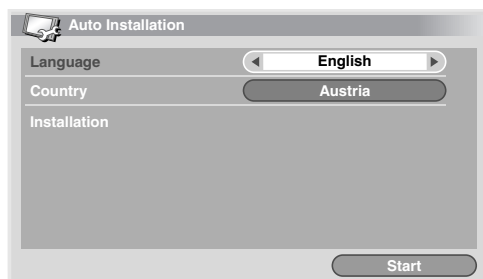 Auto Installation
Language English
Country Austria
Installation
Start